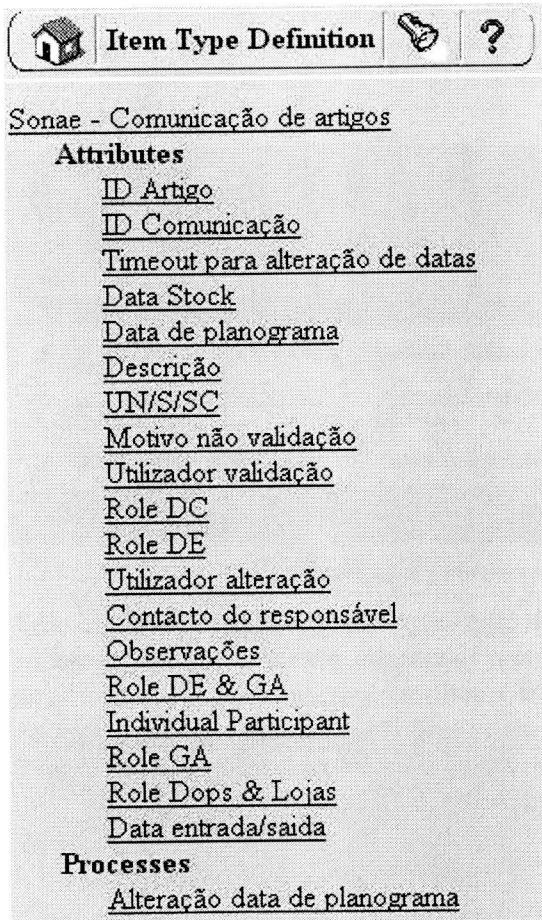 Item Type Definition ?
Sonae - Comunicação de artigos
Attributes
ID Artigo
ID Comunicação
Timeout para alteração de datas
Data Stock
Data de planograma
Descrição
UN/S/SC
Motivo não validação
Utilizador validação
Role DC
Role DE
Utilizador alteração
Contacto do responsável
Observações
Role DE & GA
Individual Participant
Role GA
Role Dops & Lojas
Data entrada/saida
Processes
Alteração data de planograma